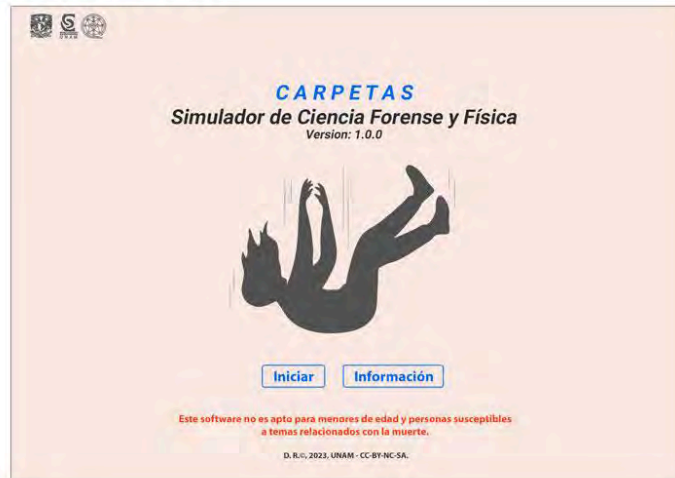 UNAM
CARPETAS
Simulador de Ciencia Forense y Física
Version: 1.0.0
Iniciar
Información
Este software no es apto para menores de edad y personas susceptibles
a temas relacionados con la muerte.
D. R.©, 2023, UNAM - CC-BY-NC-SA.